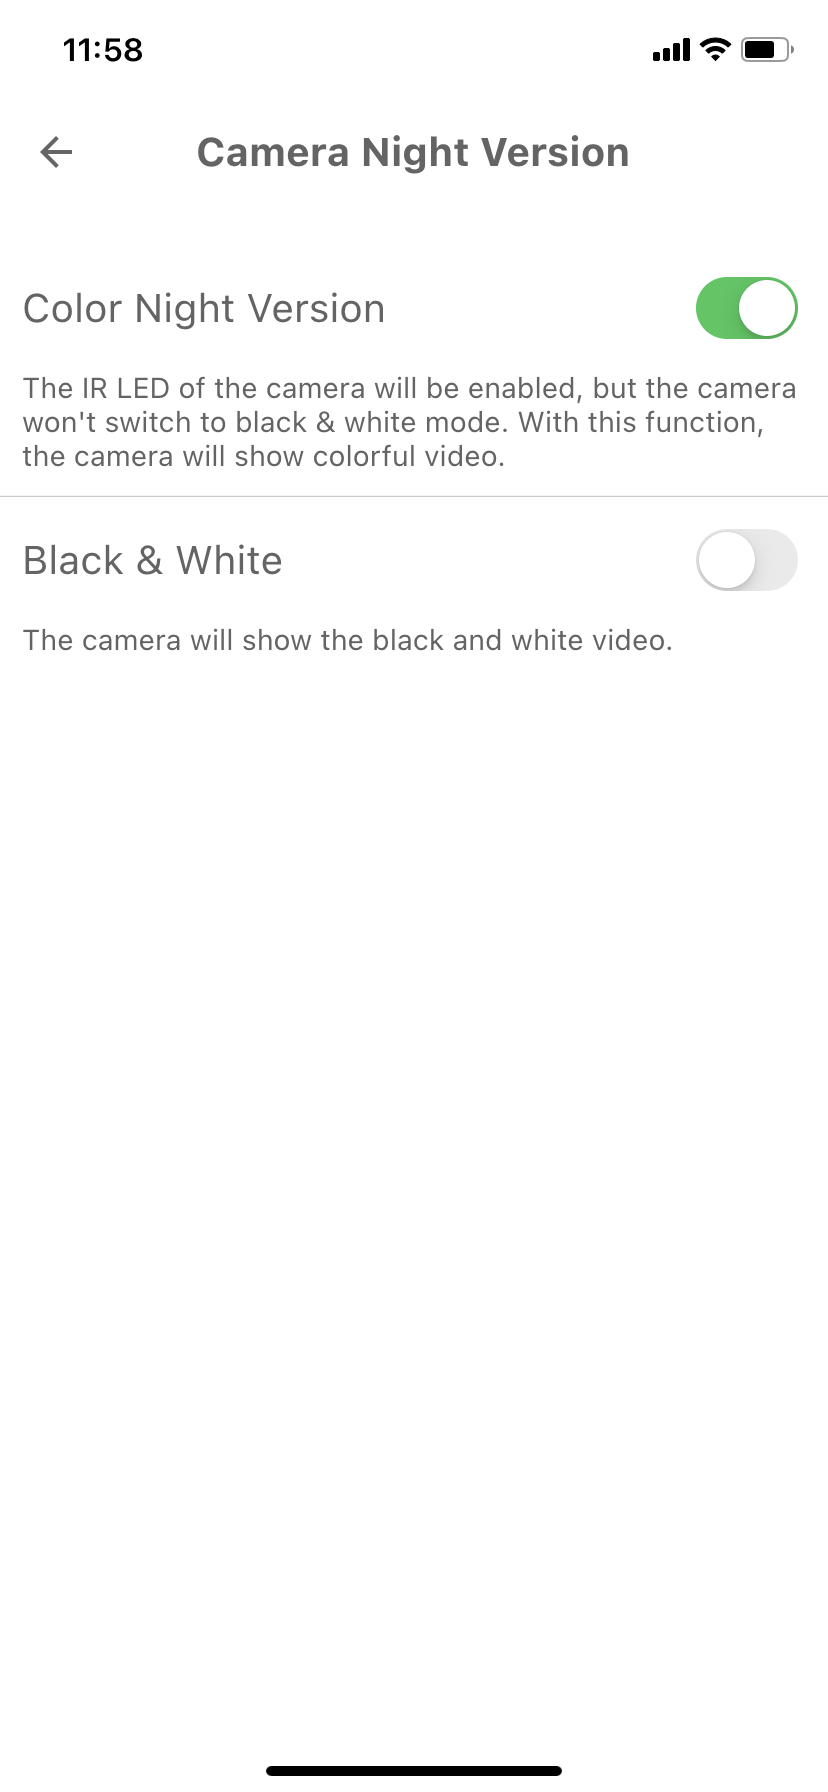 11:58
Camera Night Version
Color Night Version
The IR LED of the camera will be enabled, but the camera
won't switch to black & white mode. With this function,
the camera will show colorful video.
Black & White
The camera will show the black and white video.